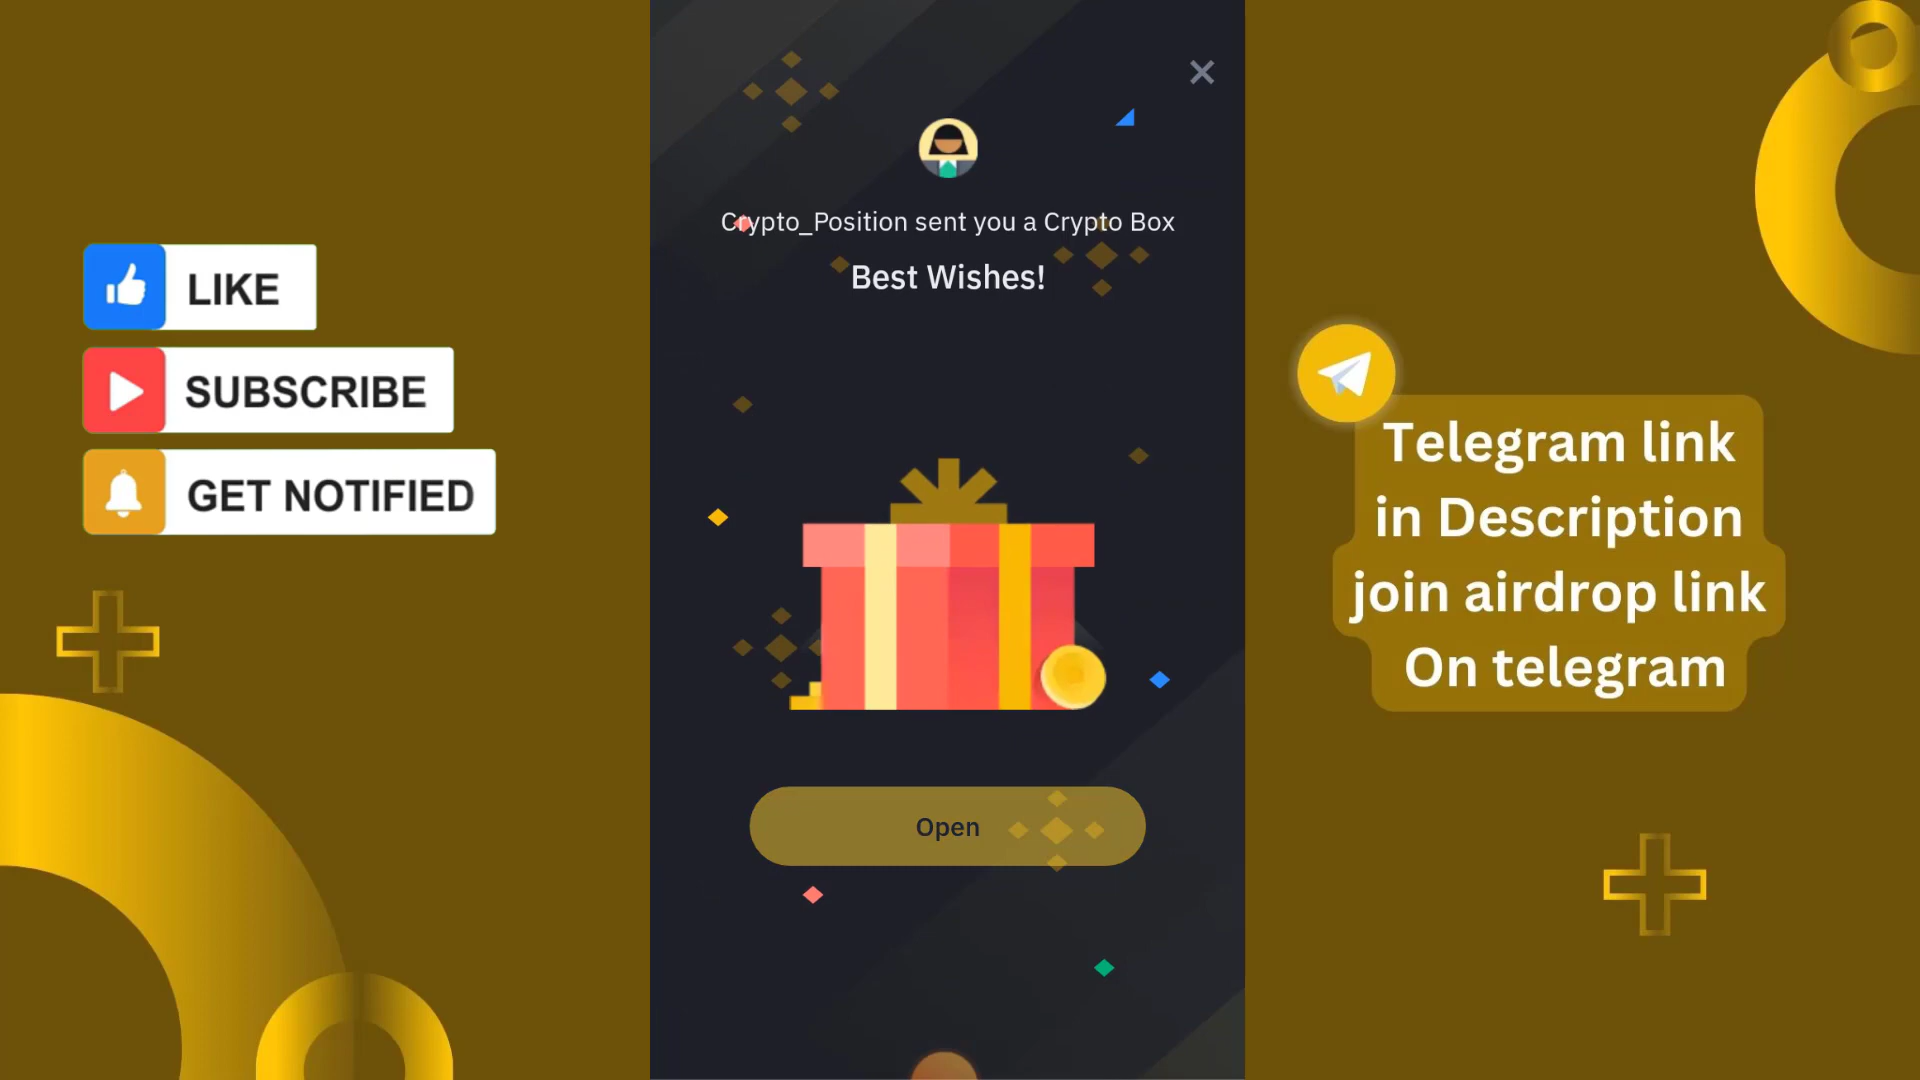 LIKE
SUBSCRIBE
GET NOTIFIED
Crypto_Position sent you a Crypto Box
Best Wishes!
Open
Telegram link
in Description
join airdrop link
On telegram